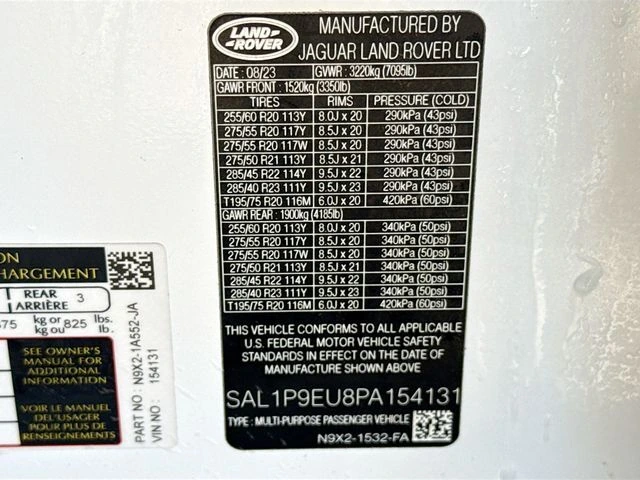 LAND-
ROVER
MANUFACTURED BY
JAGUAR LAND ROVER LTD
DATE : 08/23 GVWR : 3220kg (7095lb)
GAWR FRONT : 1520kg (3350lb)
TIRES RIMS PRESSURE (COLD)
255/60 R20 113Y 8.0J x 20 290kPa (43psi)
275/55 R20 117Y 8.5J x 20 290kPa (43psi)
275/55 R20 117W 8.5J x 20 290kPa (43psi)
275/50 R21 113Y 8.5J x 21 290kPa (43psi)
285/45 R22 114Y 9.5J x 22 290kPa (43psi)
285/40 R23 111Y 9.5J x 23 290kPa (43psi)
T195/75 R20 116M 6.0J x 20 420kPa (60psi)
GAWR REAR : 1900kg (4185lb)
255/60 R20 113Y 8.0J x 20 340kPa (50psi)
275/55 R20 117Y 8.5J x 20 340kPa (50psi)
275/55 R20 117W 8.5J x 20 340kPa (50psi)
275/50 R21 113Y 8.5J x 21 340kPa (50psi)
285/45 R22 114Y 9.5J x 22 340kPa (50psi)
285/40 R23 111Y 9.5J x 23 340kPa (50psi)
T195/75 R20 116M 6.0J x 20 420kPa (60psi)
THIS VEHICLE CONFORMS TO ALL APPLICABLE
U.S. FEDERAL MOTOR VEHICLE SAFETY
STANDARDS IN EFFECT ON THE DATE OF
MANUFACTURE SHOWN ABOVE
SAL1P9EU8PA154131
TYPE : MULTI-PURPOSE PASSENGER VEHICLE
N9X2-1532-FA
ION
CHARGEMENT
REAR 3
ARRIÈRE
375 kg or 825 lbs.
kg ou lb.
SEE OWNER'S
MANUAL FOR
ADDITIONAL
INFORMATION
VOIR LE MANUEL
DE L'USAGER
POUR PLUS DE
RENSEIGNEMENTS
PART NO: N9X2-1A552-JA
VIN NO: 154131